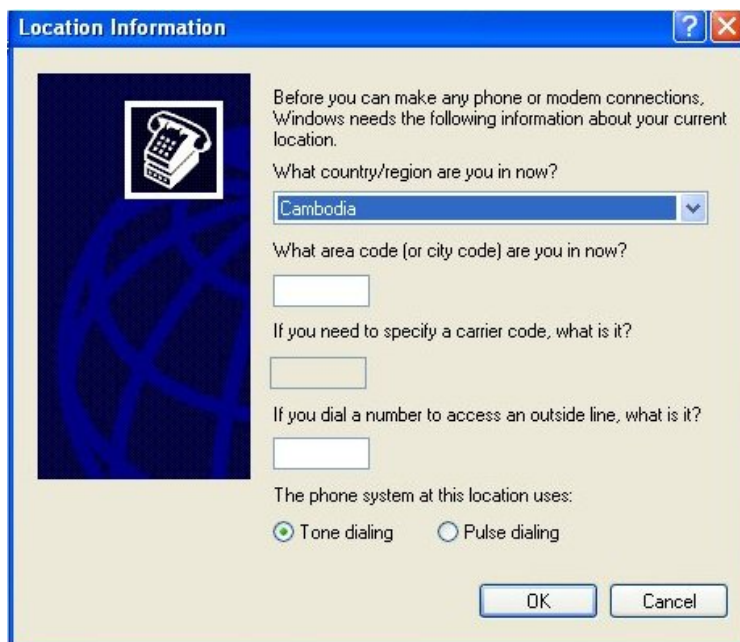 Location Information
Before you can make any phone or modem connections,
Windows needs the following information about your current
location.
What country/region are you in now?
Cambodia
What area code (or city code) are you in now?
If you need to specify a carrier code, what is it?
If you dial a number to access an outside line, what is it?
The phone system at this location uses:
Tone dialing Pulse dialing
OK Cancel